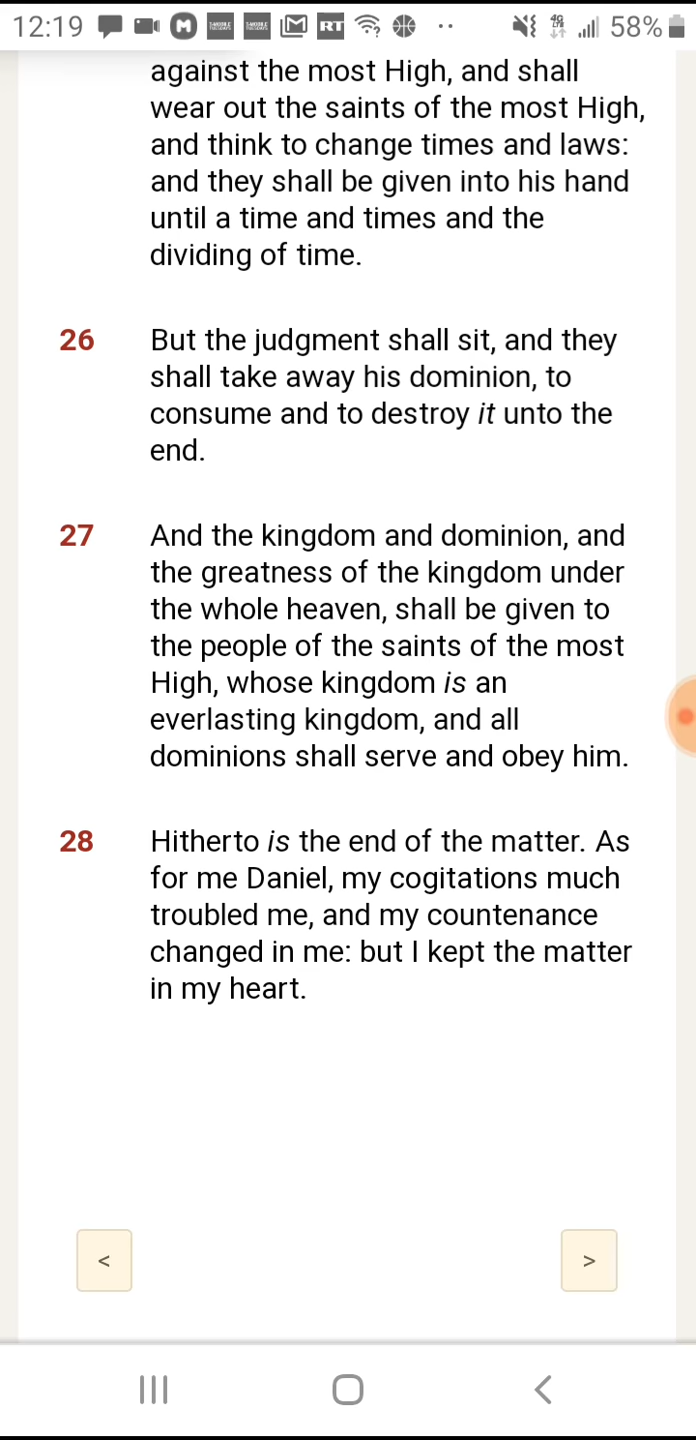 12:19 M M RT ? 4G 58%
against the most High, and shall
wear out the saints of the most High,
and think to change times and laws:
and they shall be given into his hand
until a time and times and the
dividing of time.
26 But the judgment shall sit, and they
shall take away his dominion, to
consume and to destroy it unto the
end.
27 And the kingdom and dominion, and
the greatness of the kingdom under
the whole heaven, shall be given to
the people of the saints of the most
High, whose kingdom is an
everlasting kingdom, and all
dominions shall serve and obey him.
28 Hitherto is the end of the matter. As
for me Daniel, my cogitations much
troubled me, and my countenance
changed in me: but I kept the matter
in my heart.
< >